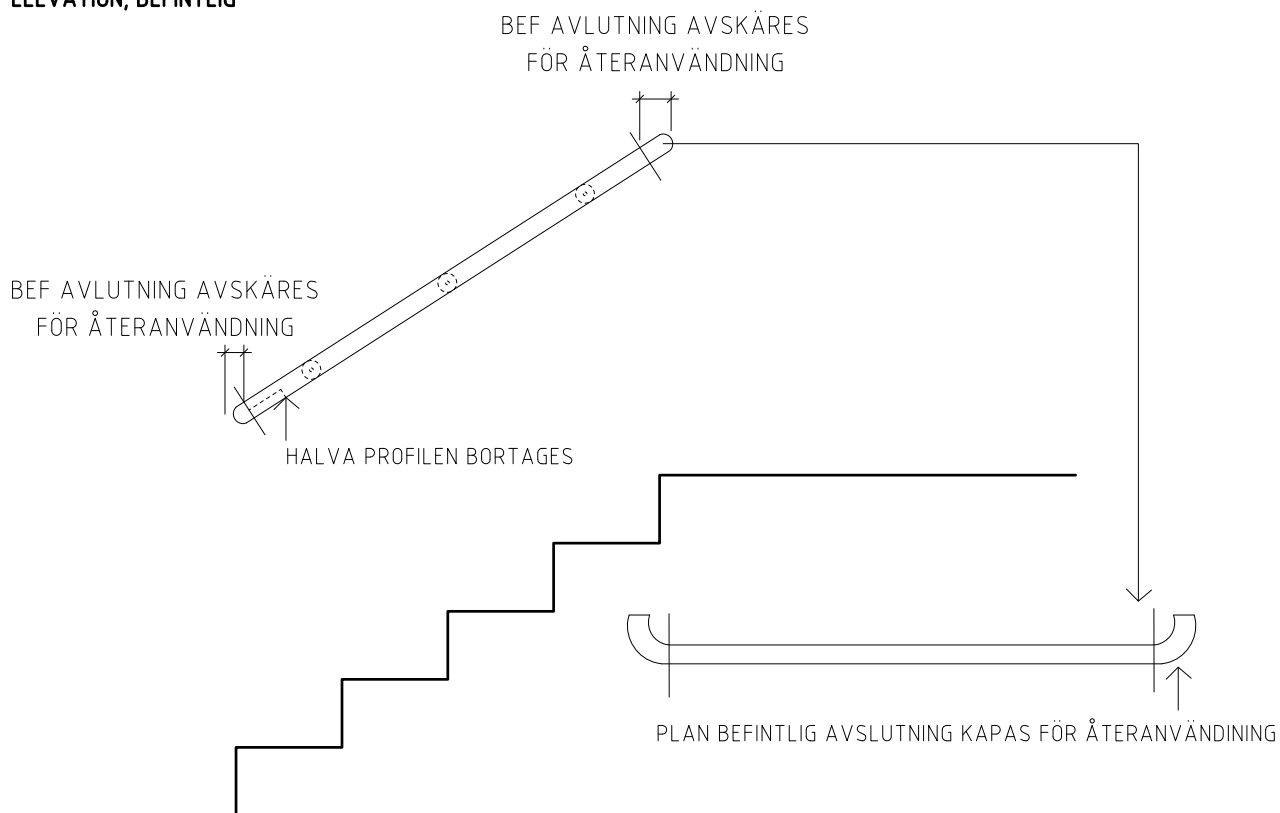 ELEVATION, BEFINTLIG
BEF AVLUTNING AVSKÄRES
FÖR ÅTERANVÄNDNING
BEF AVLUTNING AVSKÄRES
FÖR ÅTERANVÄNDNING
HALVA PROFILEN BORTAGES
PLAN BEFINTLIG AVSLUTNING KAPAS FÖR ÅTERANVÄNDINING